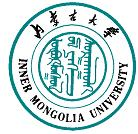 内蒙古大学
INNER MONGOLIA UNIVERSITY